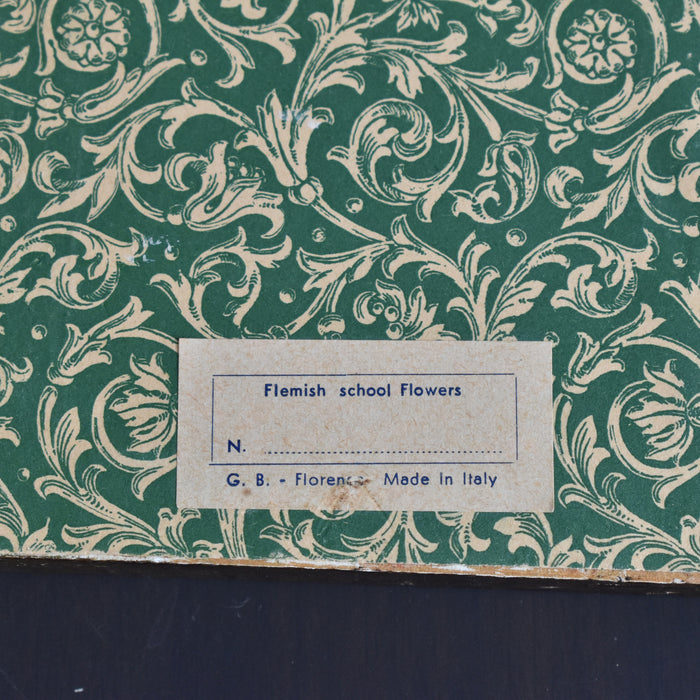 Flemish school Flowers
N. ........................................................
G. B. - Florence Made In Italy